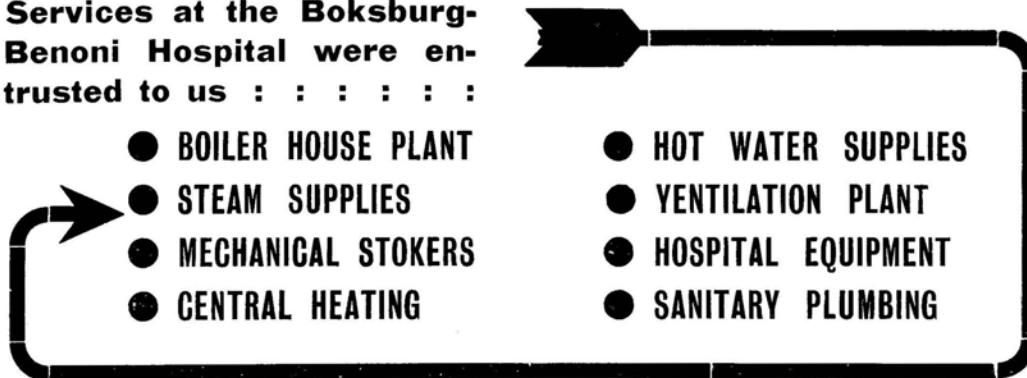 Services at the Boksburg-
Benoni Hospital were en-
trusted to us : : : : : :
● BOILER HOUSE PLANT
● STEAM SUPPLIES
● MECHANICAL STOKERS
● CENTRAL HEATING
● HOT WATER SUPPLIES
● VENTILATION PLANT
● HOSPITAL EQUIPMENT
● SANITARY PLUMBING